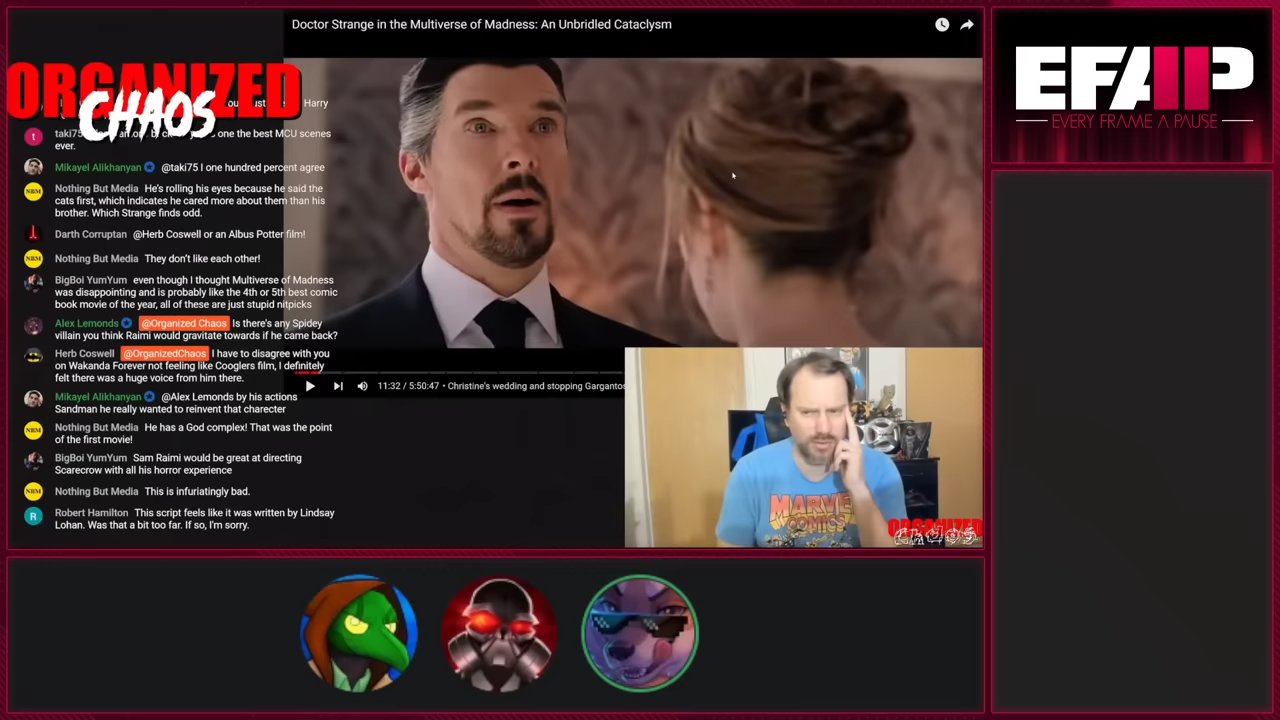 Doctor Strange in the Multiverse of Madness: An Unbridled Cataclysm
ORGANIZED
CHAOS
Harry
taki75
one the best MCU scenes
ever.
Mikayel Alikhanyan @taki75 I one hundred percent agree
NBM Nothing But Media He's rolling his eyes because he said the
cats first, which indicates he cared more about them than his
brother. Which Strange finds odd.
Darth Corruptan @Herb Coswell or an Albus Potter film!
NBM Nothing But Media They don't like each other!
BigBoi YumYum even though I thought Multiverse of Madness
was disappointing and is probably like the 4th or 5th best comic
book movie of the year, all of these are just stupid nitpicks
Alex Lemonds @Organized Chaos Is there's any Spidey
villain you think Raimi would gravitate towards if he came back?
Herb Coswell @OrganizedChaos I have to disagree with you
on Wakanda Forever not feeling like Cooglers film, I definitely
felt there was a huge voice from him there.
Mikayel Alikhanyan @Alex Lemonds by his actions
Sandman he really wanted to reinvent that charecter
NBM Nothing But Media He has a God complex! That was the point
of the first movie!
BigBoi YumYum Sam Raimi would be great at directing
Scarecrow with all his horror experience
NBM Nothing But Media This is infuriatingly bad.
R Robert Hamilton This script feels like it was written by Lindsay
Lohan. Was that a bit too far. If so, I'm sorry.
11:32 / 5:50:47 • Christine's wedding and stopping Garganto
MARVEL
COMICS
ORGANIZED
CHAOS
EFAP
EVERY FRAME A PAUSE